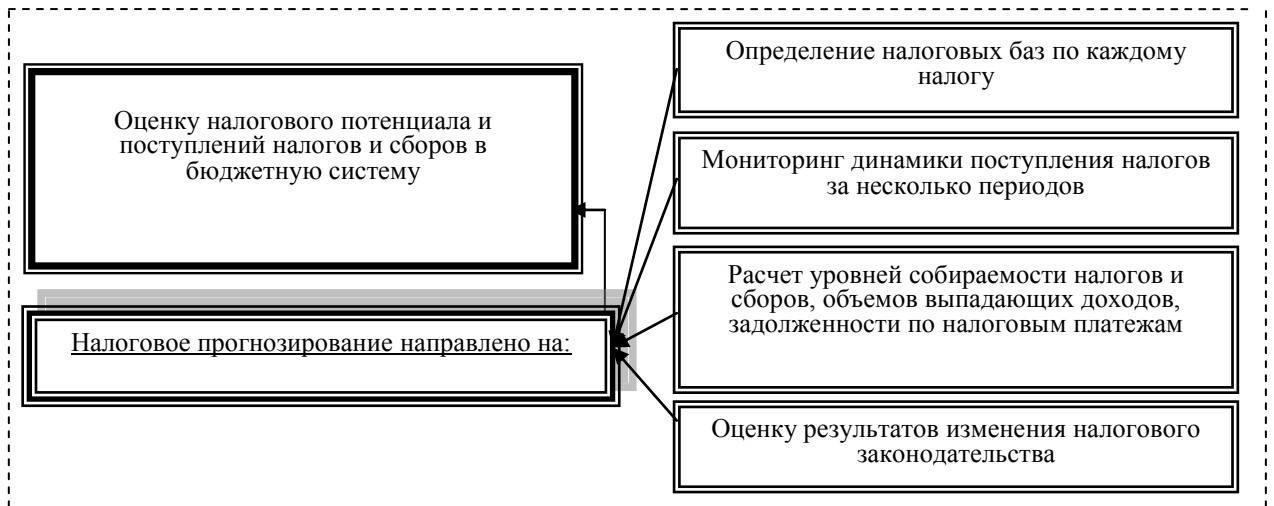 Оценку налогового потенциала и
поступлений налогов и сборов в
бюджетную систему
Налоговое прогнозирование направлено на:
Определение налоговых баз по каждому
налогу
Мониторинг динамики поступления налогов
за несколько периодов
Расчет уровней собираемости налогов и
сборов, объемов выпадающих доходов,
задолженности по налоговым платежам
Оценку результатов изменения налогового
законодательства